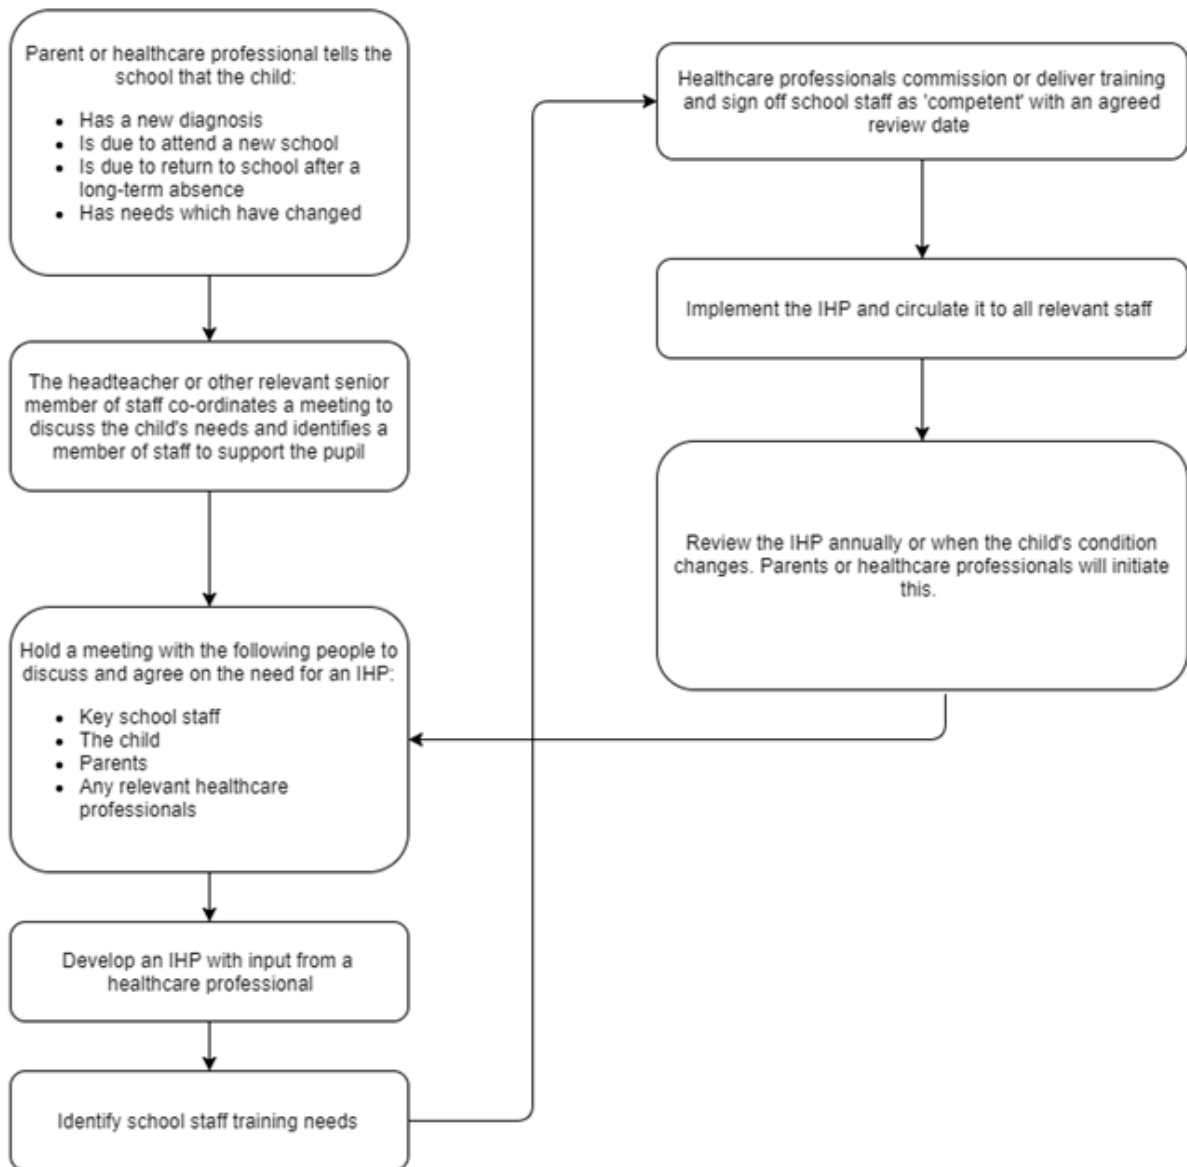 Parent or healthcare professional tells the
school that the child:
• Has a new diagnosis
• Is due to attend a new school
• Is due to return to school after a
long-term absence
• Has needs which have changed
The headteacher or other relevant senior
member of staff co-ordinates a meeting to
discuss the child's needs and identifies a
member of staff to support the pupil
Hold a meeting with the following people to
discuss and agree on the need for an IHP:
• Key school staff
• The child
• Parents
• Any relevant healthcare
professionals
Develop an IHP with input from a
healthcare professional
Identify school staff training needs
Healthcare professionals commission or deliver training
and sign off school staff as 'competent' with an agreed
review date
Implement the IHP and circulate it to all relevant staff
Review the IHP annually or when the child's condition
changes. Parents or healthcare professionals will initiate
this.